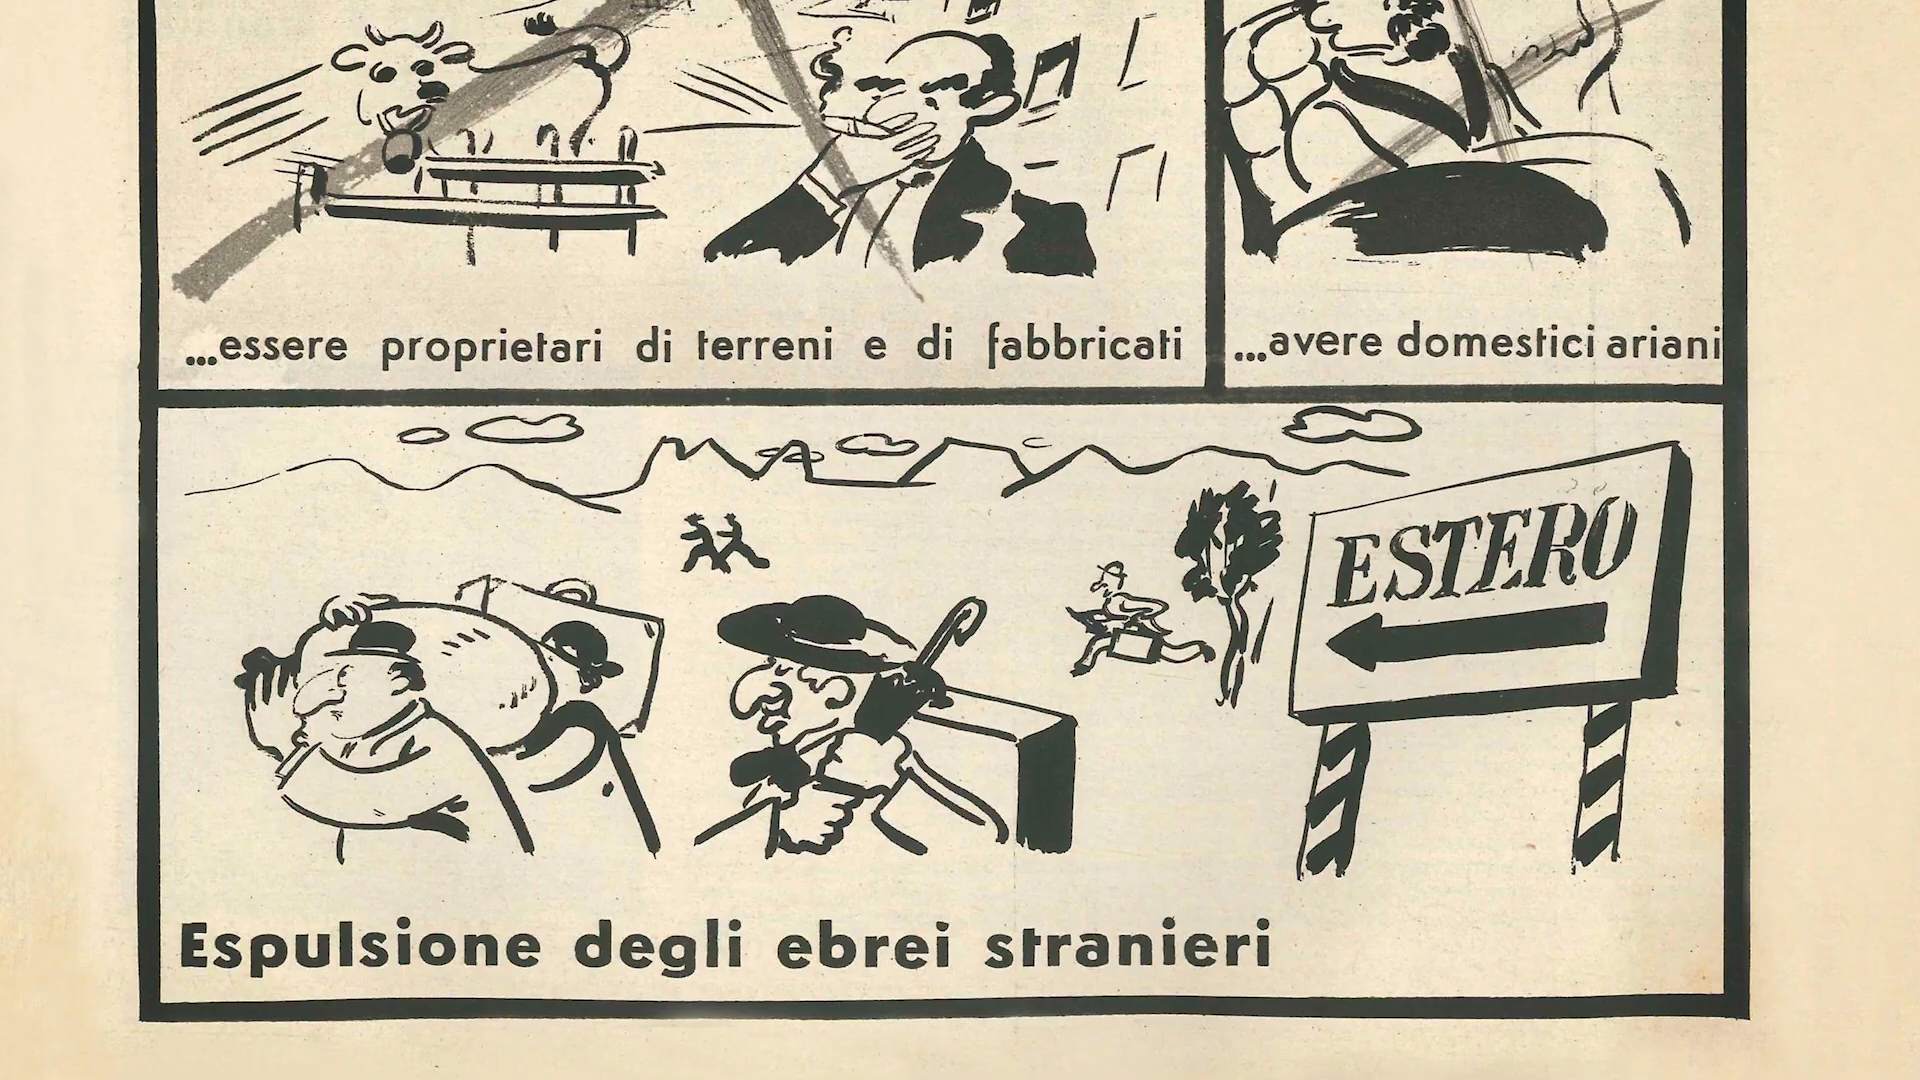 ...essere proprietari di terreni e di fabbricati
...avere domestici ariani
ESTERO
Espulsione degli ebrei stranieri